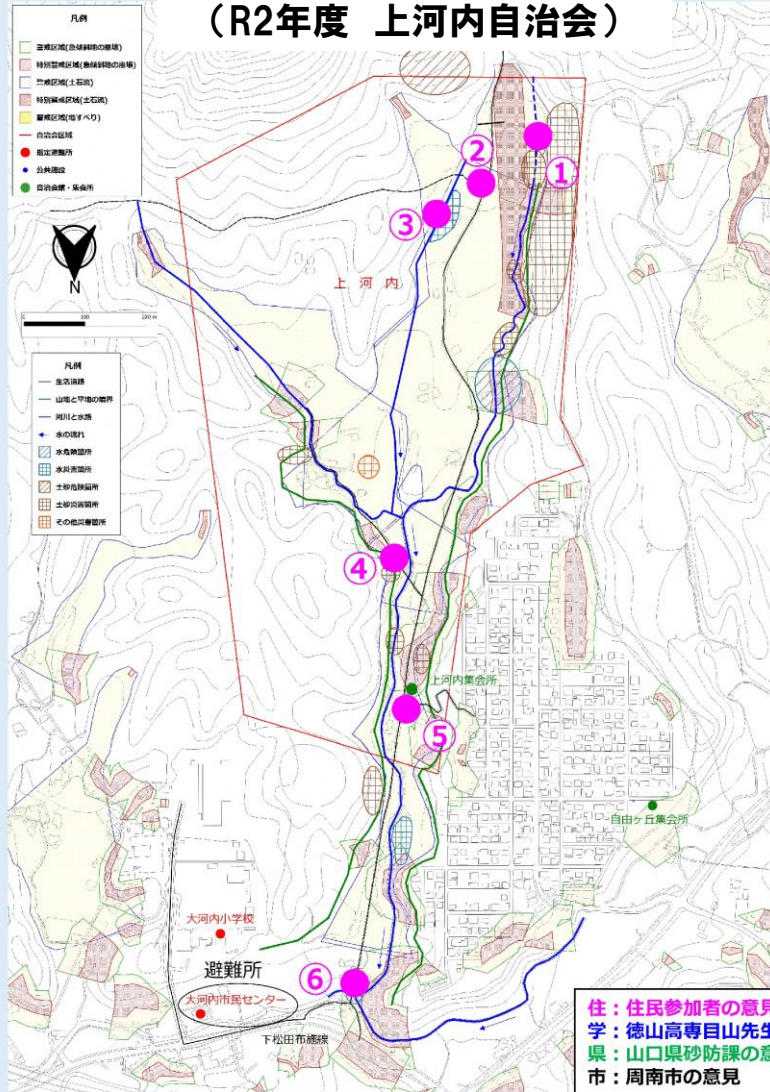 (R2年度 上河内自治会)
凡例
警戒区域(急傾斜地の崩壊)
特別警戒区域(急傾斜地の崩壊)
警戒区域(土石流)
特別警戒区域(土石流)
警戒区域(地すべり)
自治会区域
指定避難所
公共施設
自治会館・集会所
N
0 100 190 m
凡例
生活道路
山地と平地の境界
河川と水路
水の流れ
水危険箇所
水災害箇所
土砂危険箇所
土砂災害箇所
その他災害箇所
①
②
③
上河内
④
上河内集会所
⑤
自由ヶ丘集会所
大河内小学校
避難所
⑥
大河内市民センター
下松田布施線
住:住民参加者の意見
学:徳山高専目山先生
県:山口県砂防課の意
市:周南市の意見